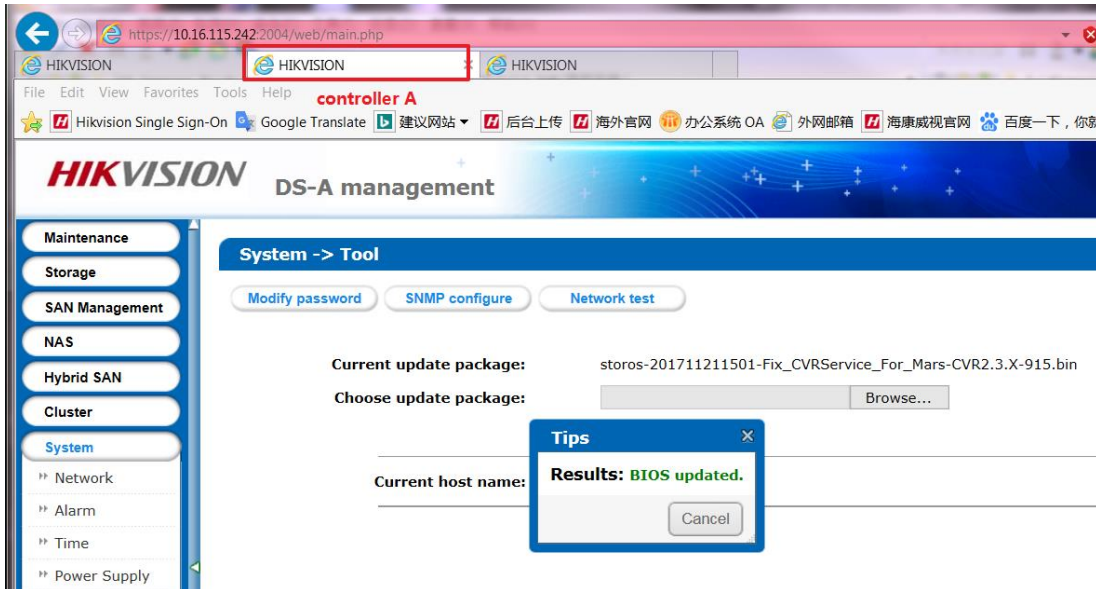 https://10.16.115.242:2004/web/main.php
HIKVISION HIKVISION × HIKVISION
File Edit View Favorites Tools Help
controller A
Hikvision Single Sign-On Google Translate 建议网站 后台上传 海外官网 办公系统 OA 外网邮箱 海康威视官网 百度一下，你就
HIKVISION DS-A management
Maintenance
System -> Tool
Storage
Modify password SNMP configure Network test
SAN Management
NAS
Current update package: storos-201711211501-Fix_CVRService_For_Mars-CVR2.3.X-915.bin
Hybrid SAN
Choose update package: Browse...
Cluster
Tips
System
Results: BIOS updated.
Network
Current host name:
Alarm
Cancel
Time
Power Supply